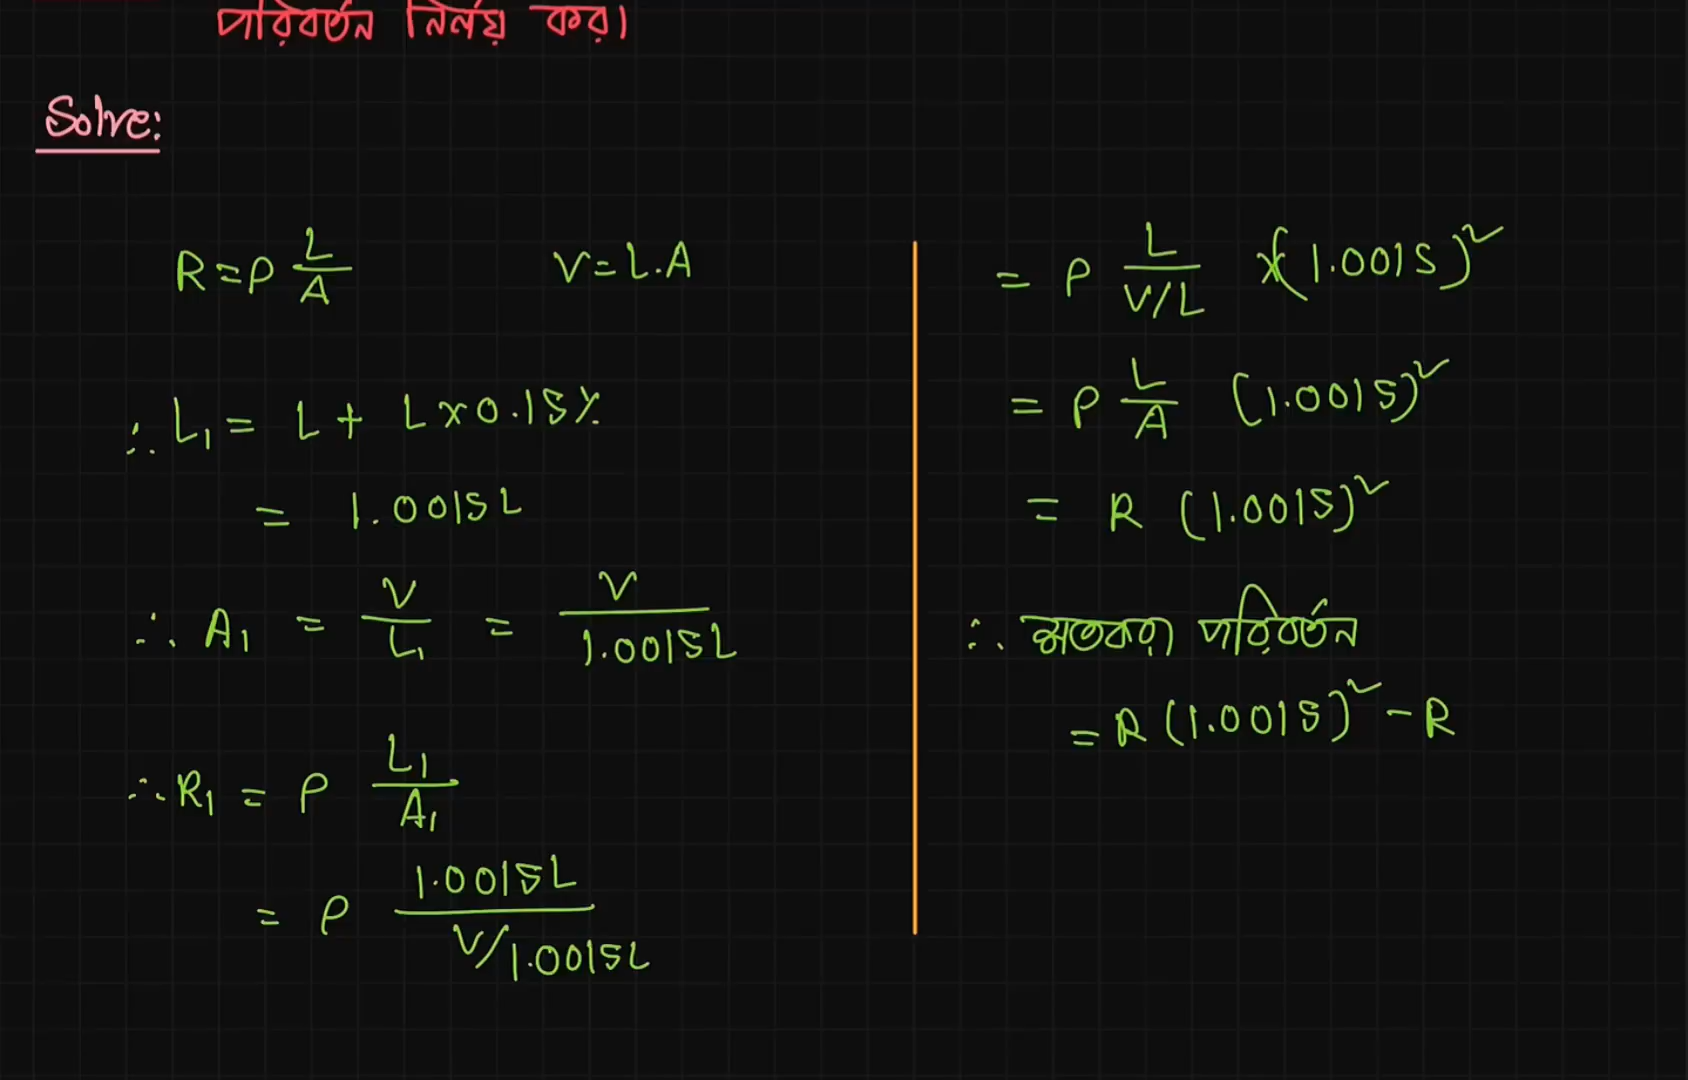 পরিবর্তন নির্ণয় কর।
Solve:
R = ρ L/A V = L.A
∴ L₁ = L + L × 0.15%
= 1.0015L
∴ A₁ = V/L₁ = V/1.0015L
∴ R₁ = ρ L₁/A₁
= ρ 1.0015L / (V/1.0015L)
= ρ L/(V/L) × (1.0015)²
= ρ L/A (1.0015)²
= R (1.0015)²
∴ শতকরা পরিবর্তন
= R (1.0015)² − R